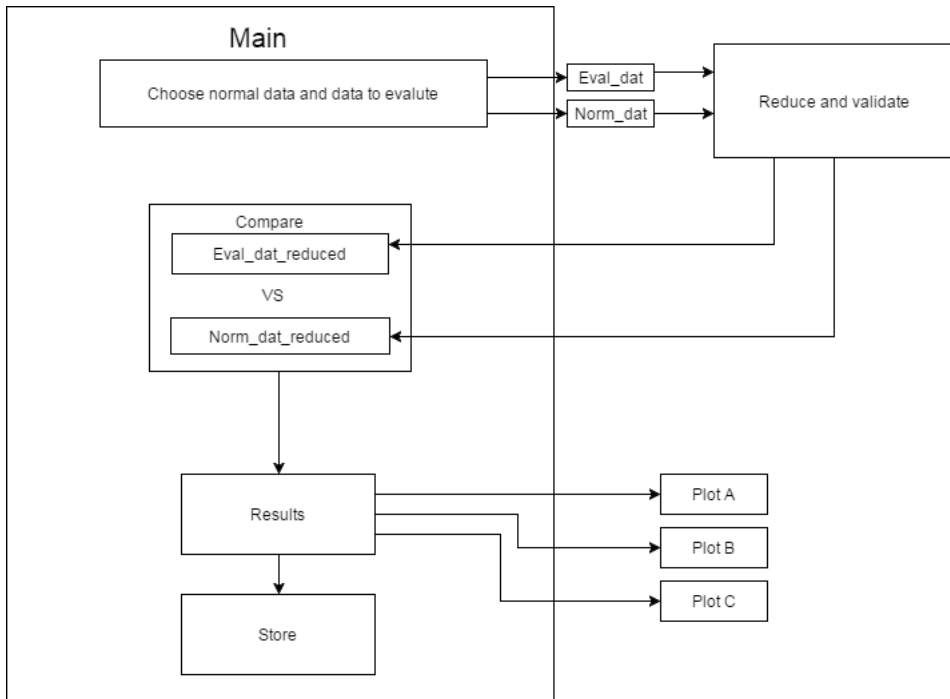 Main
Choose normal data and data to evalute
Eval_dat
Norm_dat
Reduce and validate
Compare
Eval_dat_reduced
VS
Norm_dat_reduced
Results
Plot A
Plot B
Plot C
Store